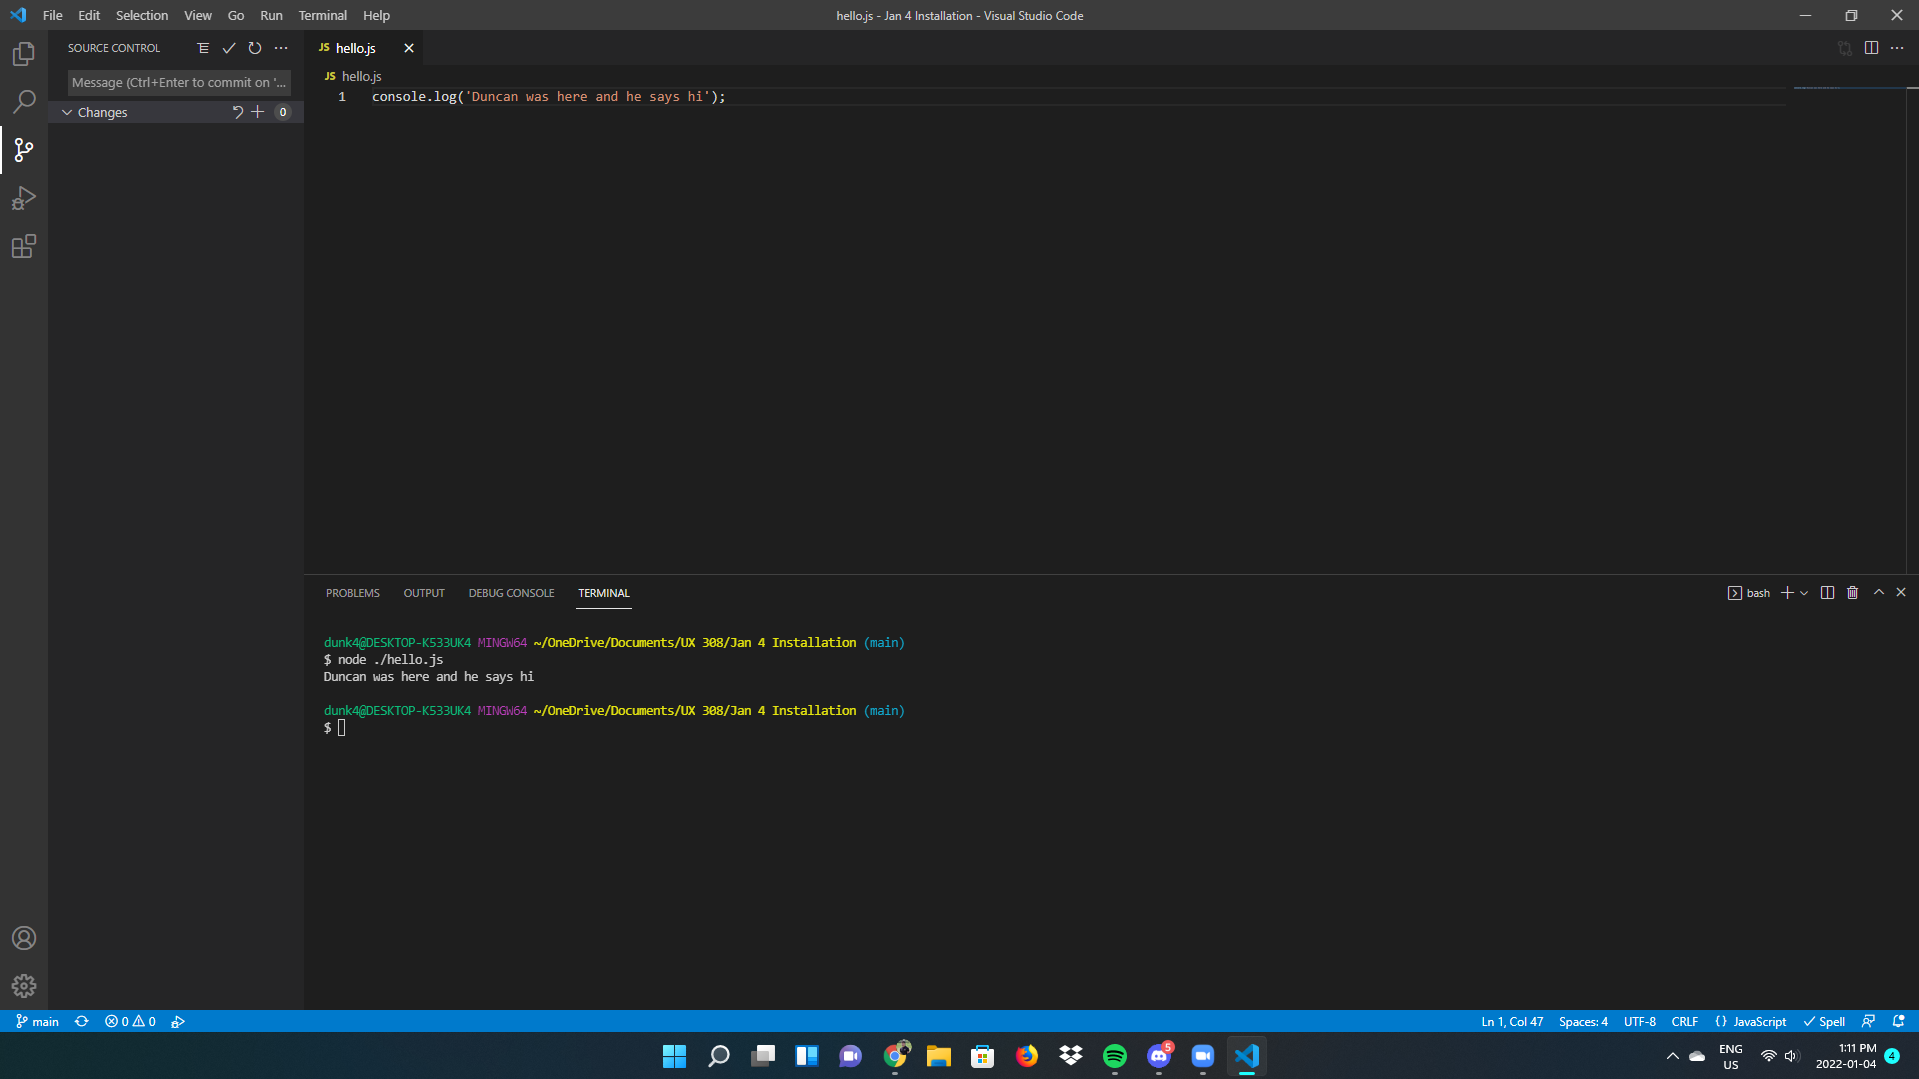 File Edit Selection View Go Run Terminal Help
hello.js - Jan 4 Installation - Visual Studio Code
SOURCE CONTROL
Message (Ctrl+Enter to commit on '...
Changes 0
JS hello.js
JS hello.js
1 console.log('Duncan was here and he says hi');
PROBLEMS OUTPUT DEBUG CONSOLE TERMINAL
bash
dunk4@DESKTOP-K533UK4 MINGW64 ~/OneDrive/Documents/UX 308/Jan 4 Installation (main)
$ node ./hello.js
Duncan was here and he says hi
dunk4@DESKTOP-K533UK4 MINGW64 ~/OneDrive/Documents/UX 308/Jan 4 Installation (main)
$
main 0 0
Ln 1, Col 47 Spaces: 4 UTF-8 CRLF {} JavaScript Spell
5
ENG
US
1:11 PM
2022-01-04
4